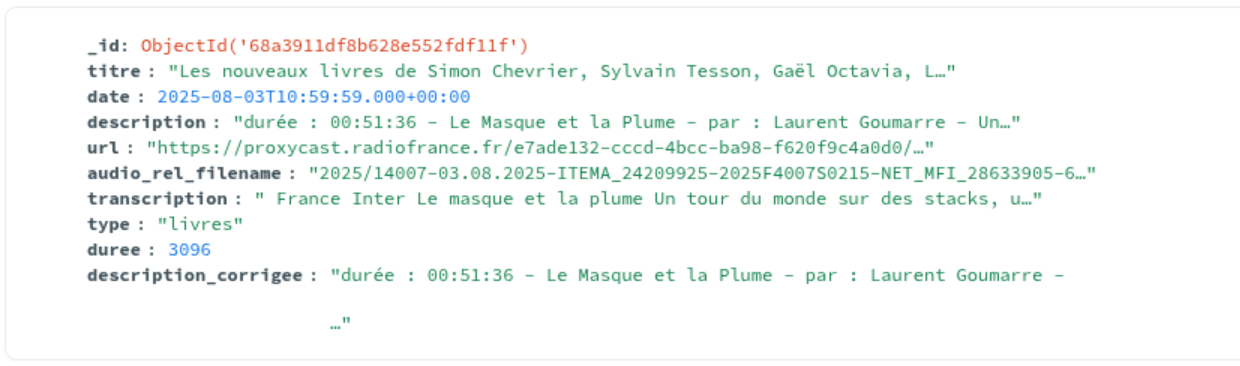 _id: ObjectId('68a3911df8b628e552fdf11f')
titre : "Les nouveaux livres de Simon Chevrier, Sylvain Tesson, Gaël Octavia, L…"
date : 2025-08-03T10:59:59.000+00:00
description : "durée : 00:51:36 - Le Masque et la Plume - par : Laurent Goumarre - Un…"
url : "https://proxycast.radiofrance.fr/e7ade132-cccd-4bcc-ba98-f620f9c4a0d0/…"
audio_rel_filename : "2025/14007-03.08.2025-ITEMA_24209925-2025F4007S0215-NET_MFI_28633905-6…"
transcription : " France Inter Le masque et la plume Un tour du monde sur des stacks, u…"
type : "livres"
duree : 3096
description_corrigee : "durée : 00:51:36 - Le Masque et la Plume - par : Laurent Goumarre -
…"